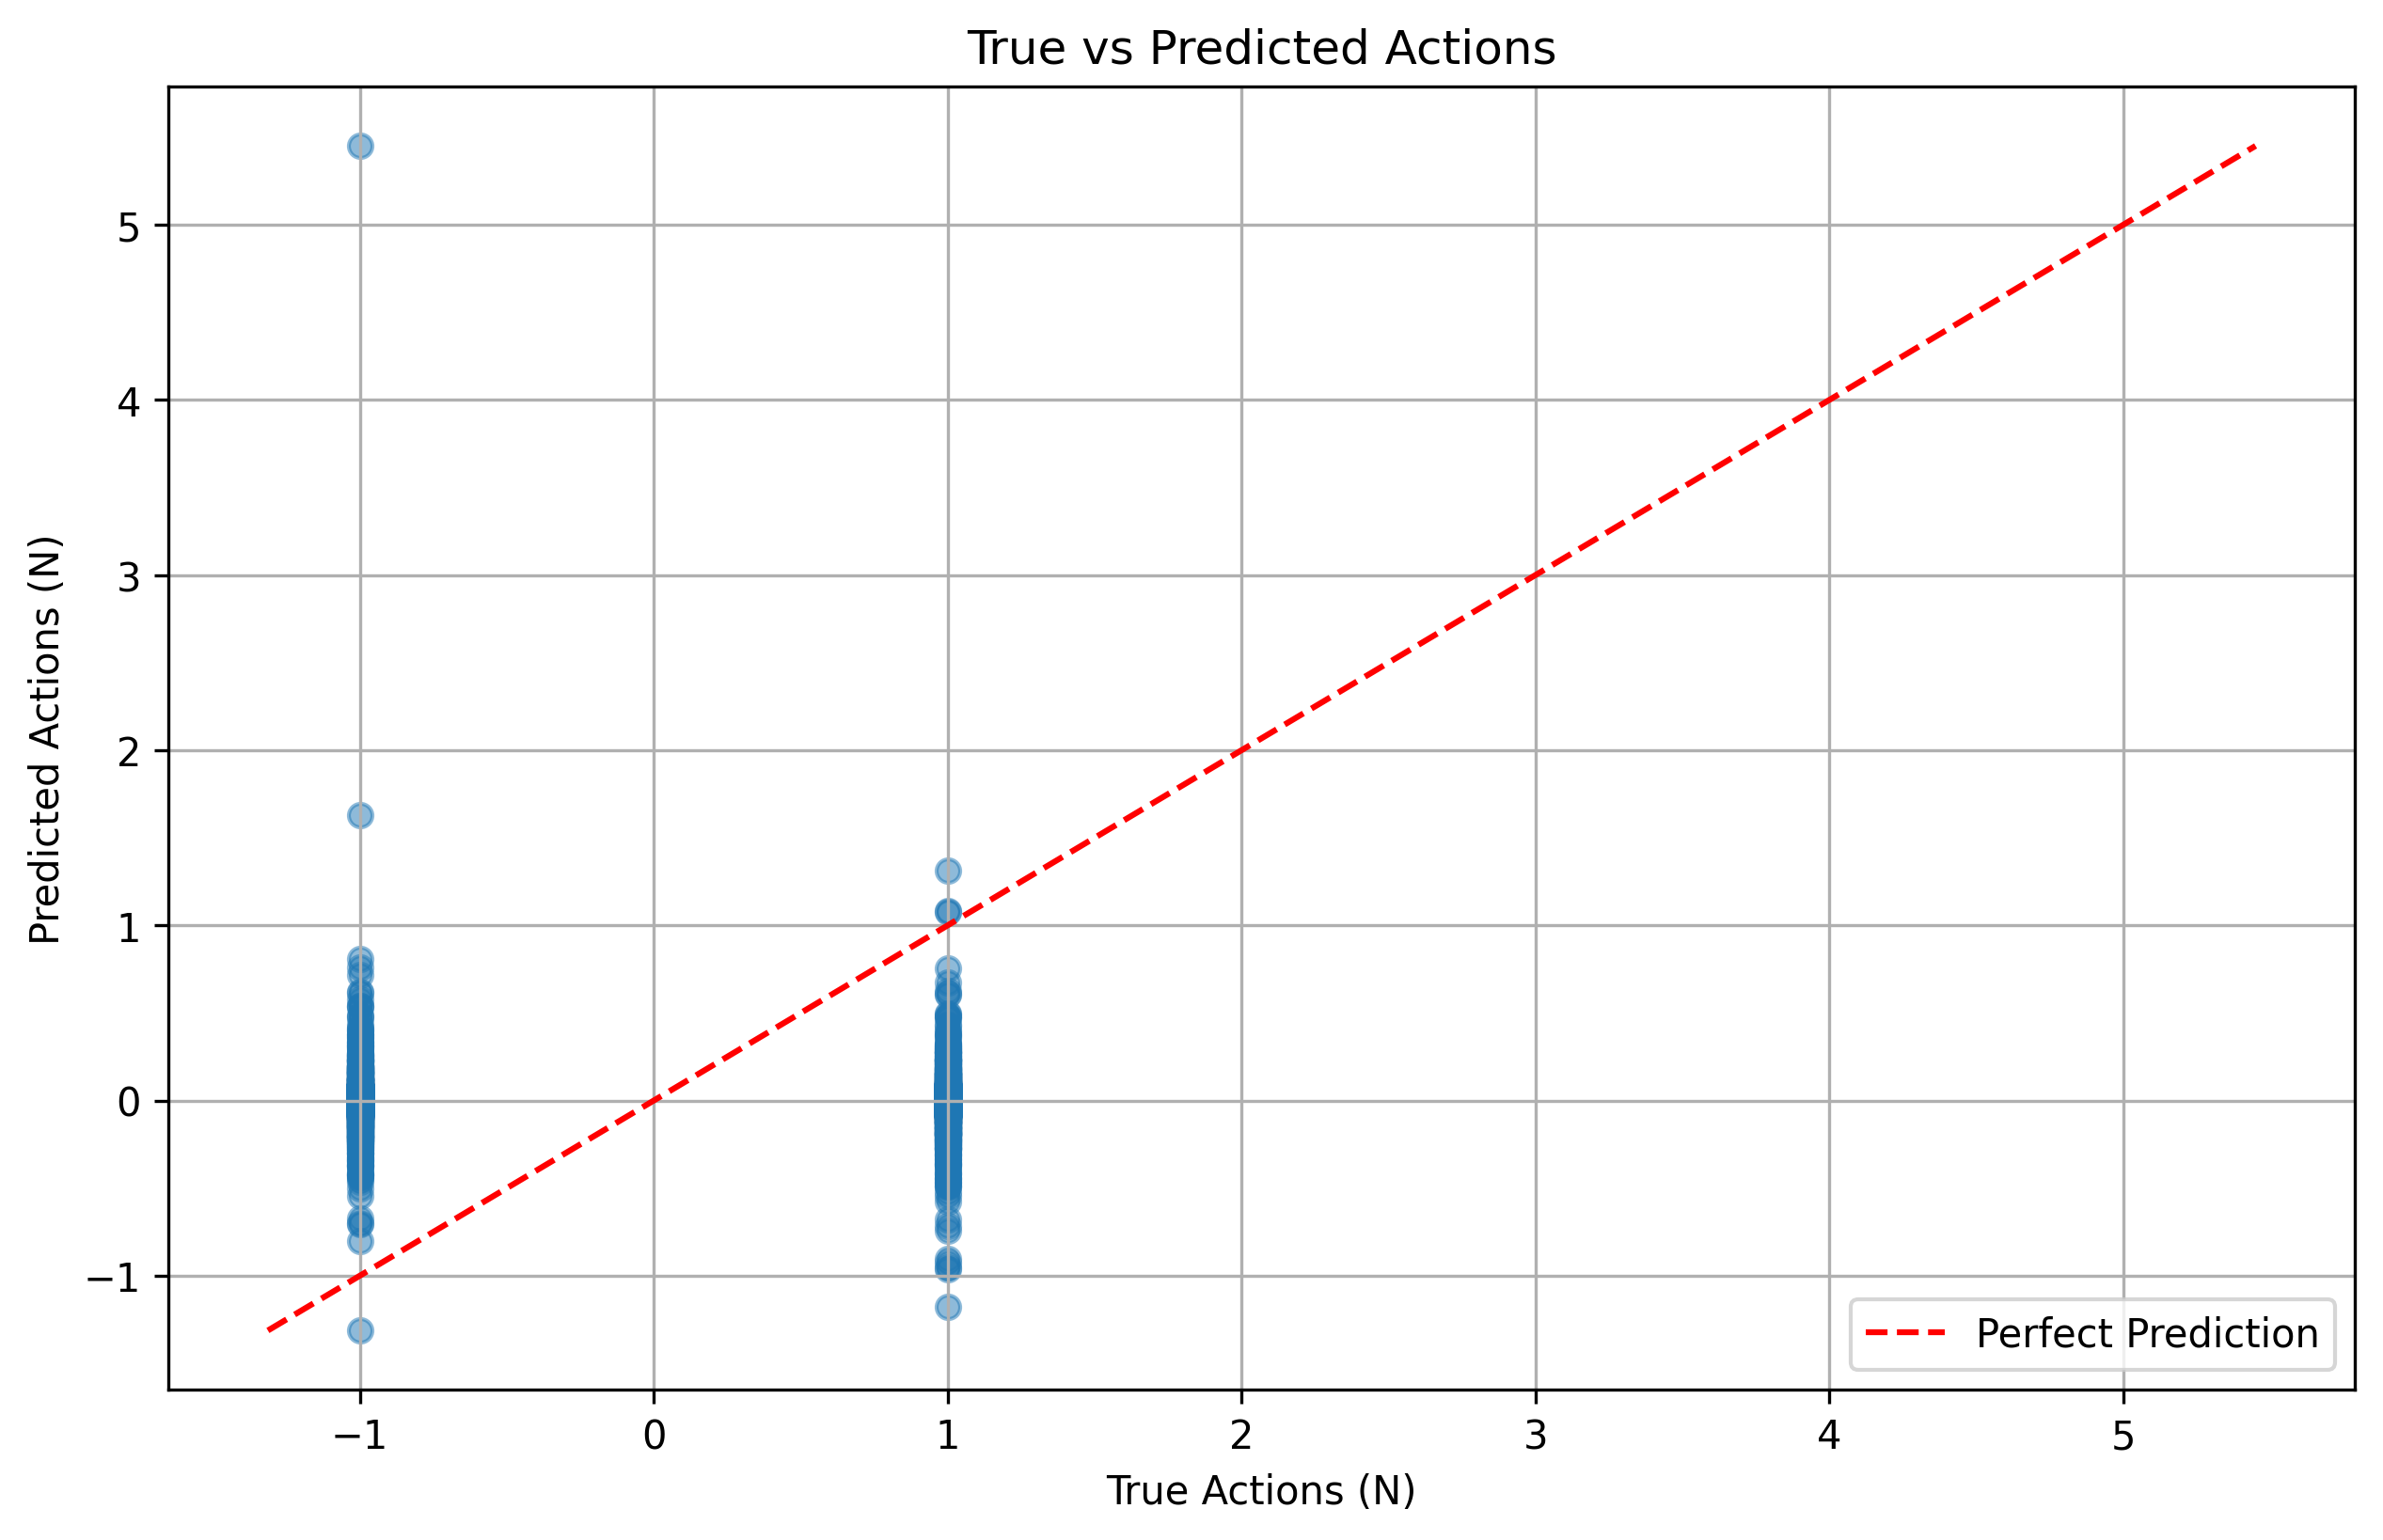 True vs Predicted Actions
Predicted Actions (N)
5
4
3
2
1
0
−1
Perfect Prediction
−1 0 1 2 3 4 5
True Actions (N)